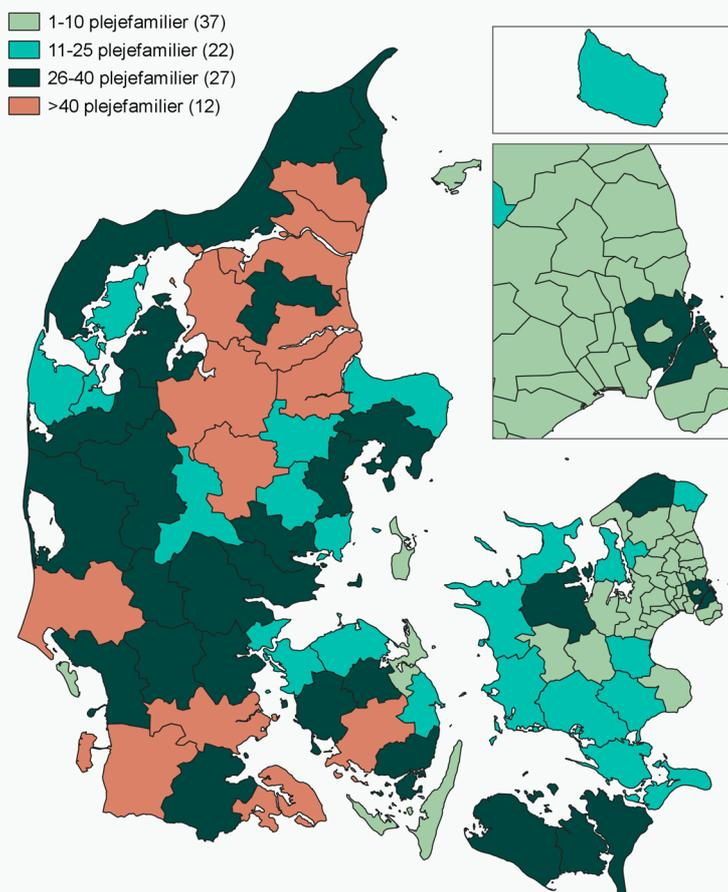 1-10 plejefamilier (37)
11-25 plejefamilier (22)
26-40 plejefamilier (27)
>40 plejefamilier (12)